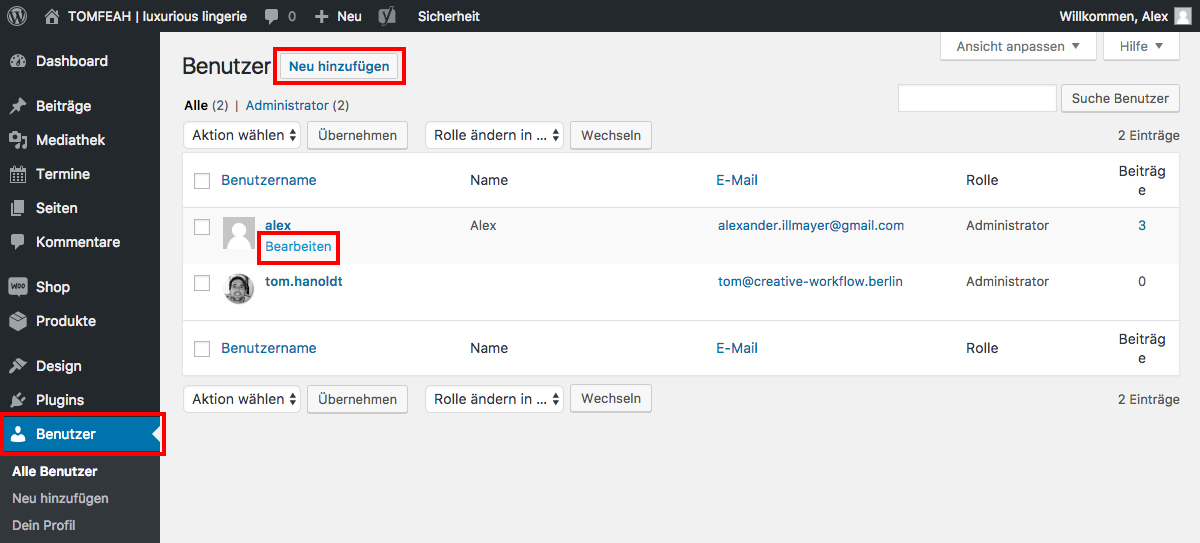 TOMFEAH | luxurious lingerie 0 Neu Sicherheit Willkommen, Alex
Dashboard
Beiträge
Mediathek
Termine
Seiten
Kommentare
WOO Shop
Produkte
Design
Plugins
Benutzer
Alle Benutzer
Neu hinzufügen
Dein Profil
Ansicht anpassen Hilfe
Benutzer Neu hinzufügen
Alle (2) | Administrator (2)
Suche Benutzer
Aktion wählen Übernehmen Rolle ändern in ... Wechseln 2 Einträge
Benutzername Name E-Mail Rolle Beiträg
e
alex Alex alexander.illmayer@gmail.com Administrator 3
Bearbeiten
tom.hanoldt tom@creative-workflow.berlin Administrator 0
Benutzername Name E-Mail Rolle Beiträg
e
Aktion wählen Übernehmen Rolle ändern in ... Wechseln 2 Einträge